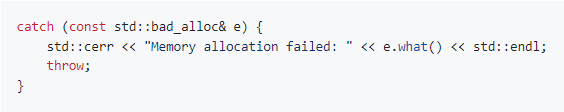 catch (const std::bad_alloc& e) {
    std::cerr << "Memory allocation failed: " << e.what() << std::endl;
    throw;
}